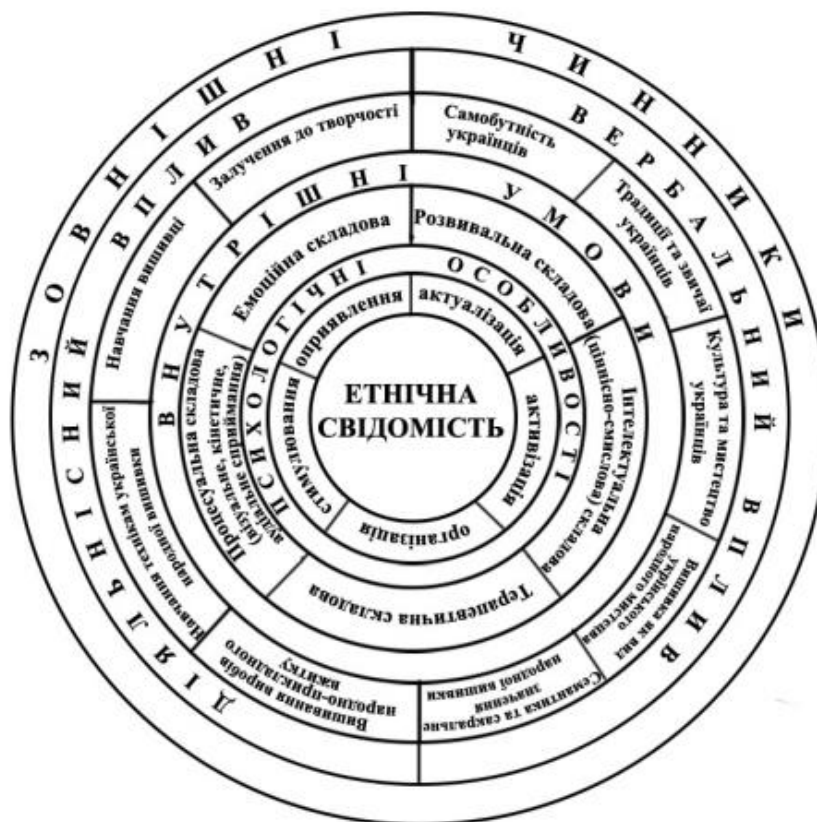 ЗОВНІШНІ ЧИННИКИ
ДІЯЛЬНІСНИЙ ВПЛИВ
ВЕРБАЛЬНИЙ ВПЛИВ
Залучення до творчості
Самобутність
українців
Традиції та звичаї
українців
Культура та мистецтво
українців
Вишивка як вид
українського
народного мистецва
Семантика та сакральне
значення
народної вишивки
Вишивання виробів
народно-прикладного
вжитку
Навчання технікам української
народної вишивки
Навчання вишивці
ВНУТРІШНІ УМОВИ
Емоційна складова
Розвивальна складова
Інтелектуальна
(ціннісно-смислова) складова
Терапевтична складова
Процесуальна складова
(візуальне, кінетичне,
аудіальне сприймання)
ПСИХОЛОГІЧНІ ОСОБЛИВОСТІ
оприявлення
актуалізація
активізація
організація
стимулювання
ЕТНІЧНА
СВІДОМІСТЬ